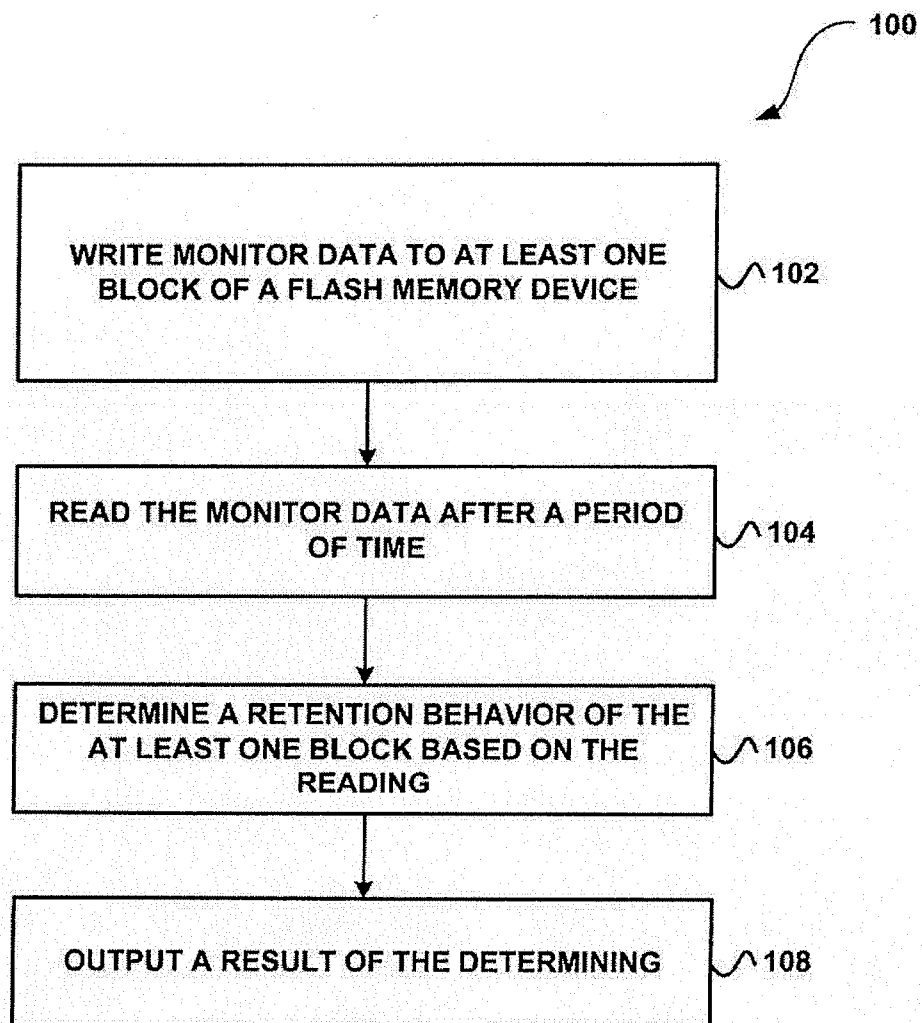 100
WRITE MONITOR DATA TO AT LEAST ONE
BLOCK OF A FLASH MEMORY DEVICE
102
READ THE MONITOR DATA AFTER A PERIOD
OF TIME
104
DETERMINE A RETENTION BEHAVIOR OF THE
AT LEAST ONE BLOCK BASED ON THE
READING
106
OUTPUT A RESULT OF THE DETERMINING
108